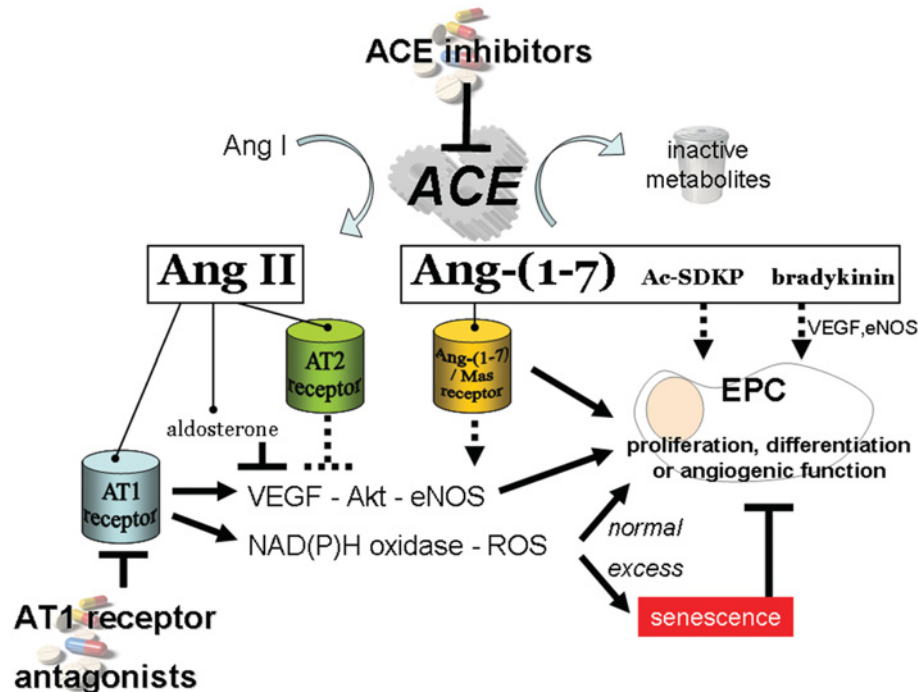 ACE inhibitors
Ang I
ACE
inactive
metabolites
Ang II
Ang-(1-7)
Ac-SDKP
bradykinin
VEGF,eNOS
AT2
receptor
Ang-(1-7)
/ Mas
receptor
EPC
aldosterone
proliferation, differentiation
or angiogenic function
AT1
receptor
VEGF - Akt - eNOS
NAD(P)H oxidase - ROS
normal
excess
senescence
AT1 receptor
antagonists